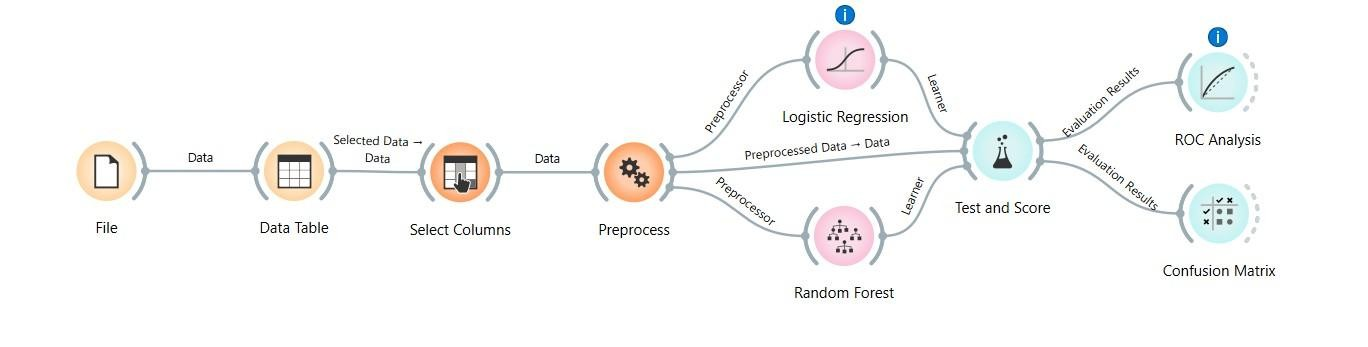 i
i
Preprocessor
Learner
Evaluation Results
Logistic Regression
ROC Analysis
Selected Data →
Data
Data
Data
Preprocessed Data → Data
File
Data Table
Select Columns
Preprocess
Test and Score
Preprocessor
Learner
Evaluation Results
Random Forest
Confusion Matrix